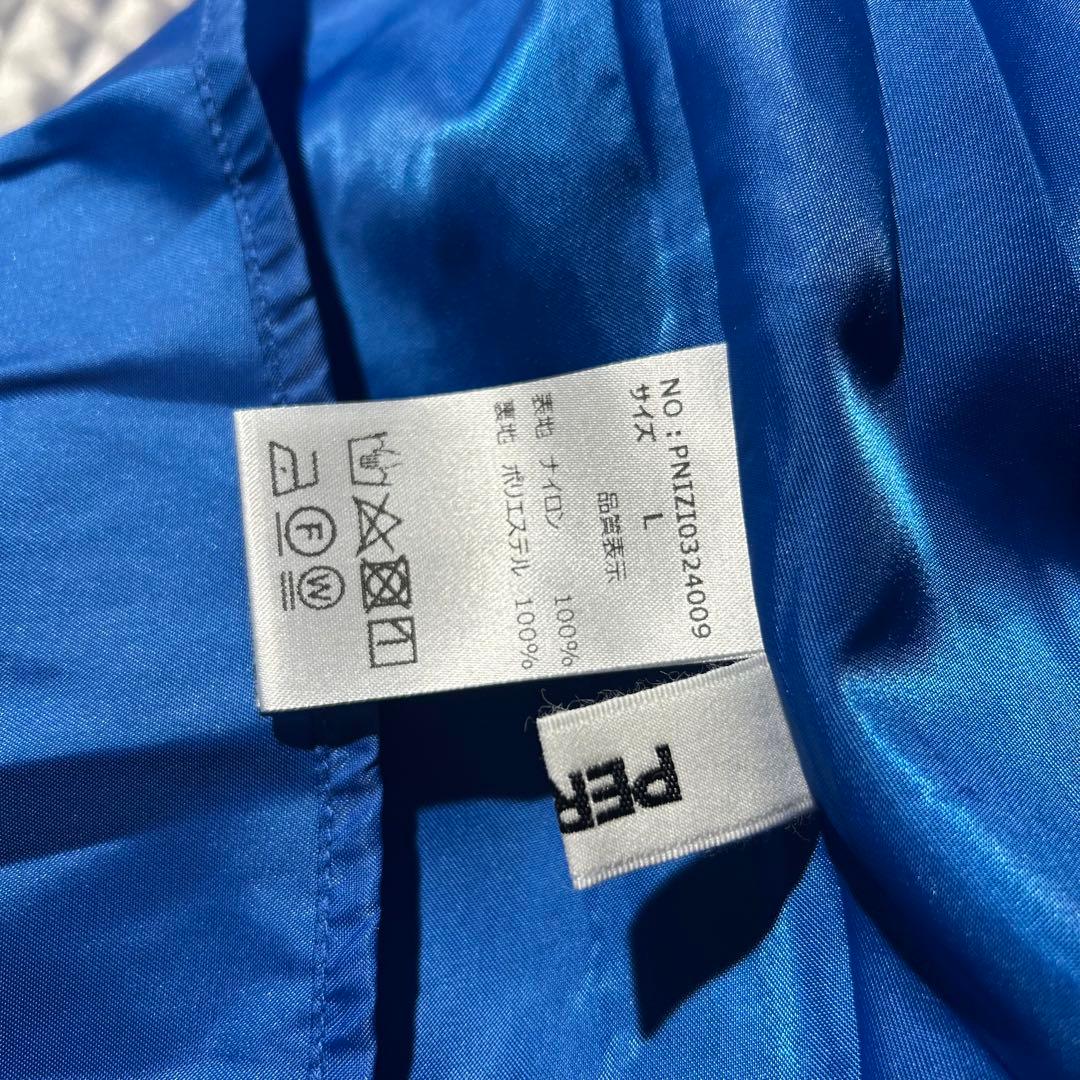 NO:PNIZI0324009
サイズ
L
品質表示
表地 ナイロン 100%
裏地 ポリエステル 100%
F W
PER